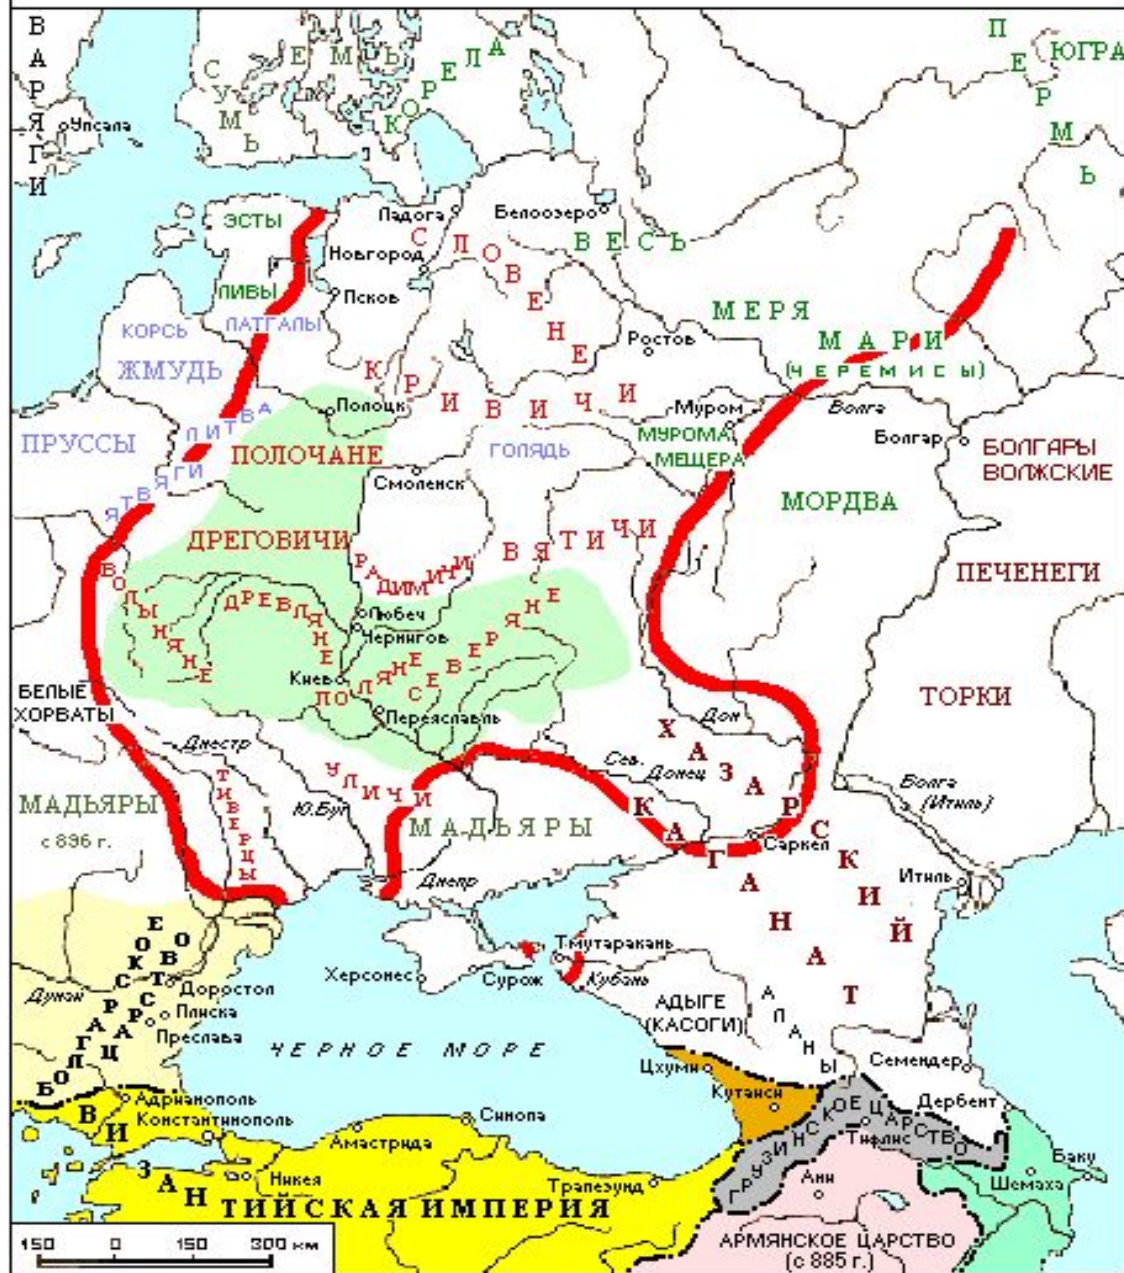 ВАРЯГИ
Упсала
СУМЬ
ЕМЬ
КОРЕЛА
ПЕРМЬ
ЮГРА
ЭСТЫ
Ладога
Белоозеро
СЛОВЕНЕ
ВЕСЬ
Новгород
ЛИВЫ
Псков
КОРСЬ
ЛАТГАЛЫ
МЕРЯ
ЖМУДЬ
Ростов
МАРИ
(ЧЕРЕМИСЫ)
КРИВИЧИ
Полоцк
Муром
Волга
ЛИТВА
ПРУССЫ
ПОЛОЧАНЕ
ГОЛЯДЬ
МУРОМА
МЕЩЕРА
Болгар
БОЛГАРЫ
ВОЛЖСКИЕ
Смоленск
ЯТВЯГИ
МОРДВА
ДРЕГОВИЧИ
РАДИМИЧИ
ВЯТИЧИ
ПЕЧЕНЕГИ
ВОЛЫНЯНЕ
ДРЕВЛЯНЕ
Любеч
Чернигов
СЕВЕРЯНЕ
Киев
ПОЛЯНЕ
Переяславль
БЕЛЫЕ
ХОРВАТЫ
ТОРКИ
Дон
Днестр
ХАЗАРСКИЙ
КАГАНАТ
Сев.
Донец
УЛИЧИ
ТИВЕРЦЫ
Ю.Буг
Волга
(Итиль)
МАДЬЯРЫ
с 896 г.
МАДЬЯРЫ
Саркел
Днепр
Итиль
Тмутаракань
Херсонес
Сурож
Кубань
Дунай
БОЛГАРСКОЕ
ЦАРСТВО
Доростол
Плиска
Преслава
АДЫГЕ
(КАСОГИ)
АЛАНЫ
ЧЕРНОЕ МОРЕ
Цхуми
Семендер
Кутаиси
Дербент
Адрианополь
Константинополь
Синопа
Амастрида
ГРУЗИНСКОЕ ЦАРСТВО
Тифлис
Баку
Шемаха
Никея
Трапезунд
Ани
ВИЗАНТИЙСКАЯ ИМПЕРИЯ
АРМЯНСКОЕ ЦАРСТВО
(с 885 г.)
150 0 150 300 км